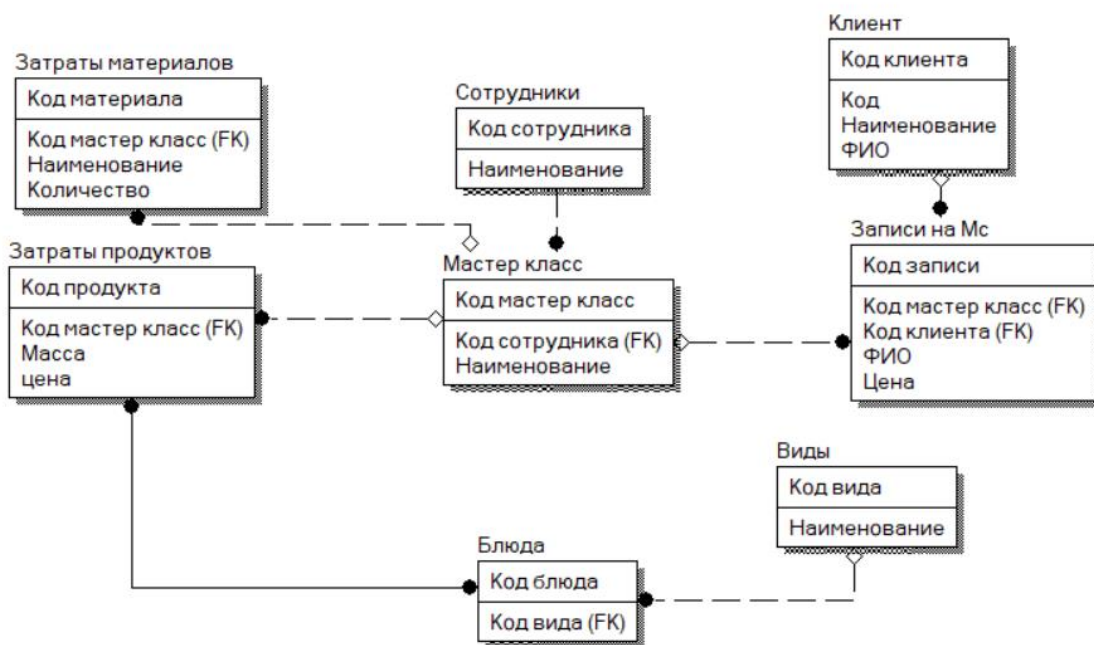 Затраты материалов
Код материала
Код мастер класс (FK)
Наименование
Количество
Сотрудники
Код сотрудника
Наименование
Клиент
Код клиента
Код
Наименование
ФИО
Затраты продуктов
Код продукта
Код мастер класс (FK)
Масса
цена
Мастер класс
Код мастер класс
Код сотрудника (FK)
Наименование
Записи на Мс
Код записи
Код мастер класс (FK)
Код клиента (FK)
ФИО
Цена
Виды
Код вида
Наименование
Блюда
Код блюда
Код вида (FK)